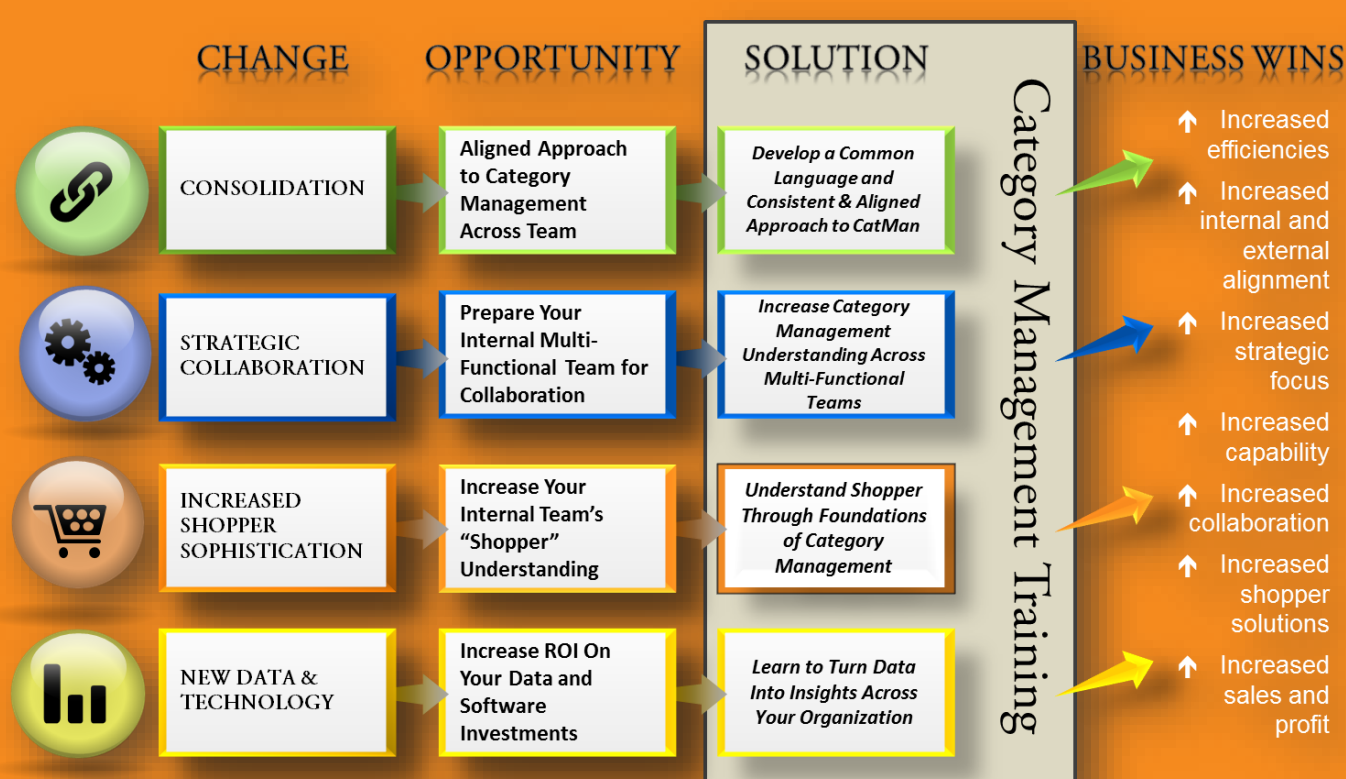 CHANGE
OPPORTUNITY
SOLUTION
BUSINESS WINS
CONSOLIDATION
Aligned Approach
to Category
Management
Across Team
Develop a Common
Language and
Consistent & Aligned
Approach to CatMan
STRATEGIC
COLLABORATION
Prepare Your
Internal Multi-
Functional Team for
Collaboration
Increase Category
Management
Understanding Across
Multi-Functional
Teams
INCREASED
SHOPPER
SOPHISTICATION
Increase Your
Internal Team’s
“Shopper”
Understanding
Understand Shopper
Through Foundations
of Category
Management
NEW DATA &
TECHNOLOGY
Increase ROI On
Your Data and
Software
Investments
Learn to Turn Data
Into Insights Across
Your Organization
Category Management Training
Increased
efficiencies
Increased
internal and
external
alignment
Increased
strategic
focus
Increased
capability
Increased
collaboration
Increased
shopper
solutions
Increased
sales and
profit